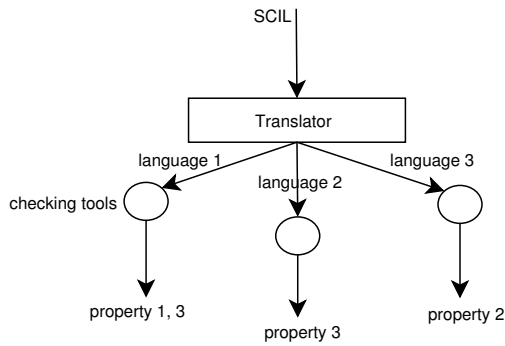 SCIL
Translator
language 1
language 3
language 2
checking tools
property 1, 3
property 2
property 3